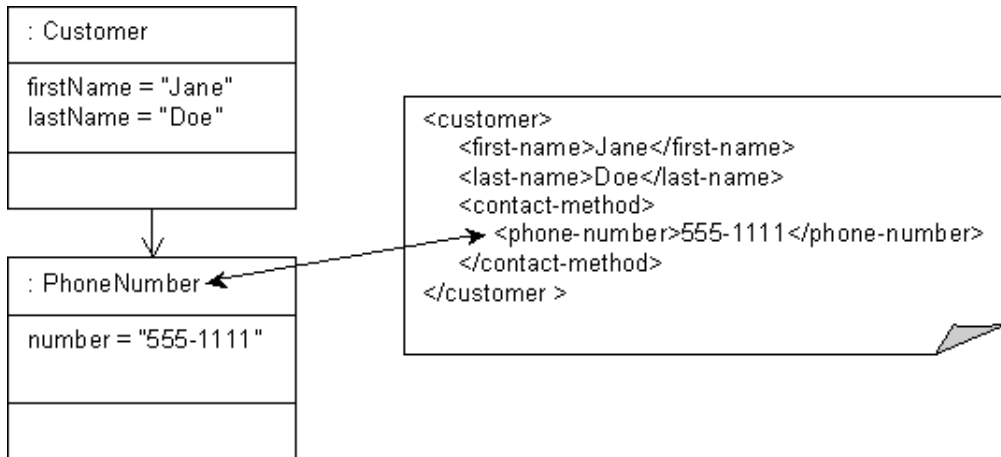 : Customer
firstName = "Jane"
lastName = "Doe"
: PhoneNumber
number = "555-1111"
<customer>
<first-name>Jane</first-name>
<last-name>Doe</last-name>
<contact-method>
<phone-number>555-1111</phone-number>
</contact-method>
</customer >